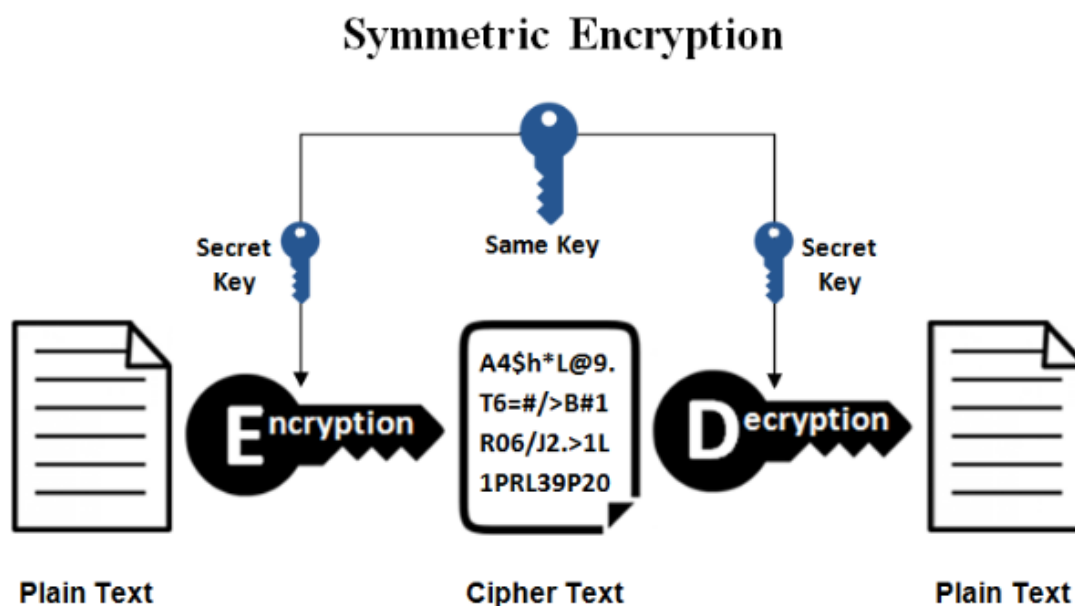 Symmetric Encryption
Same Key
Secret
Key
Secret
Key
Encryption
A4$h*L@9.
T6=#/>B#1
R06/J2.>1L
1PRL39P20
Decryption
Plain Text
Cipher Text
Plain Text